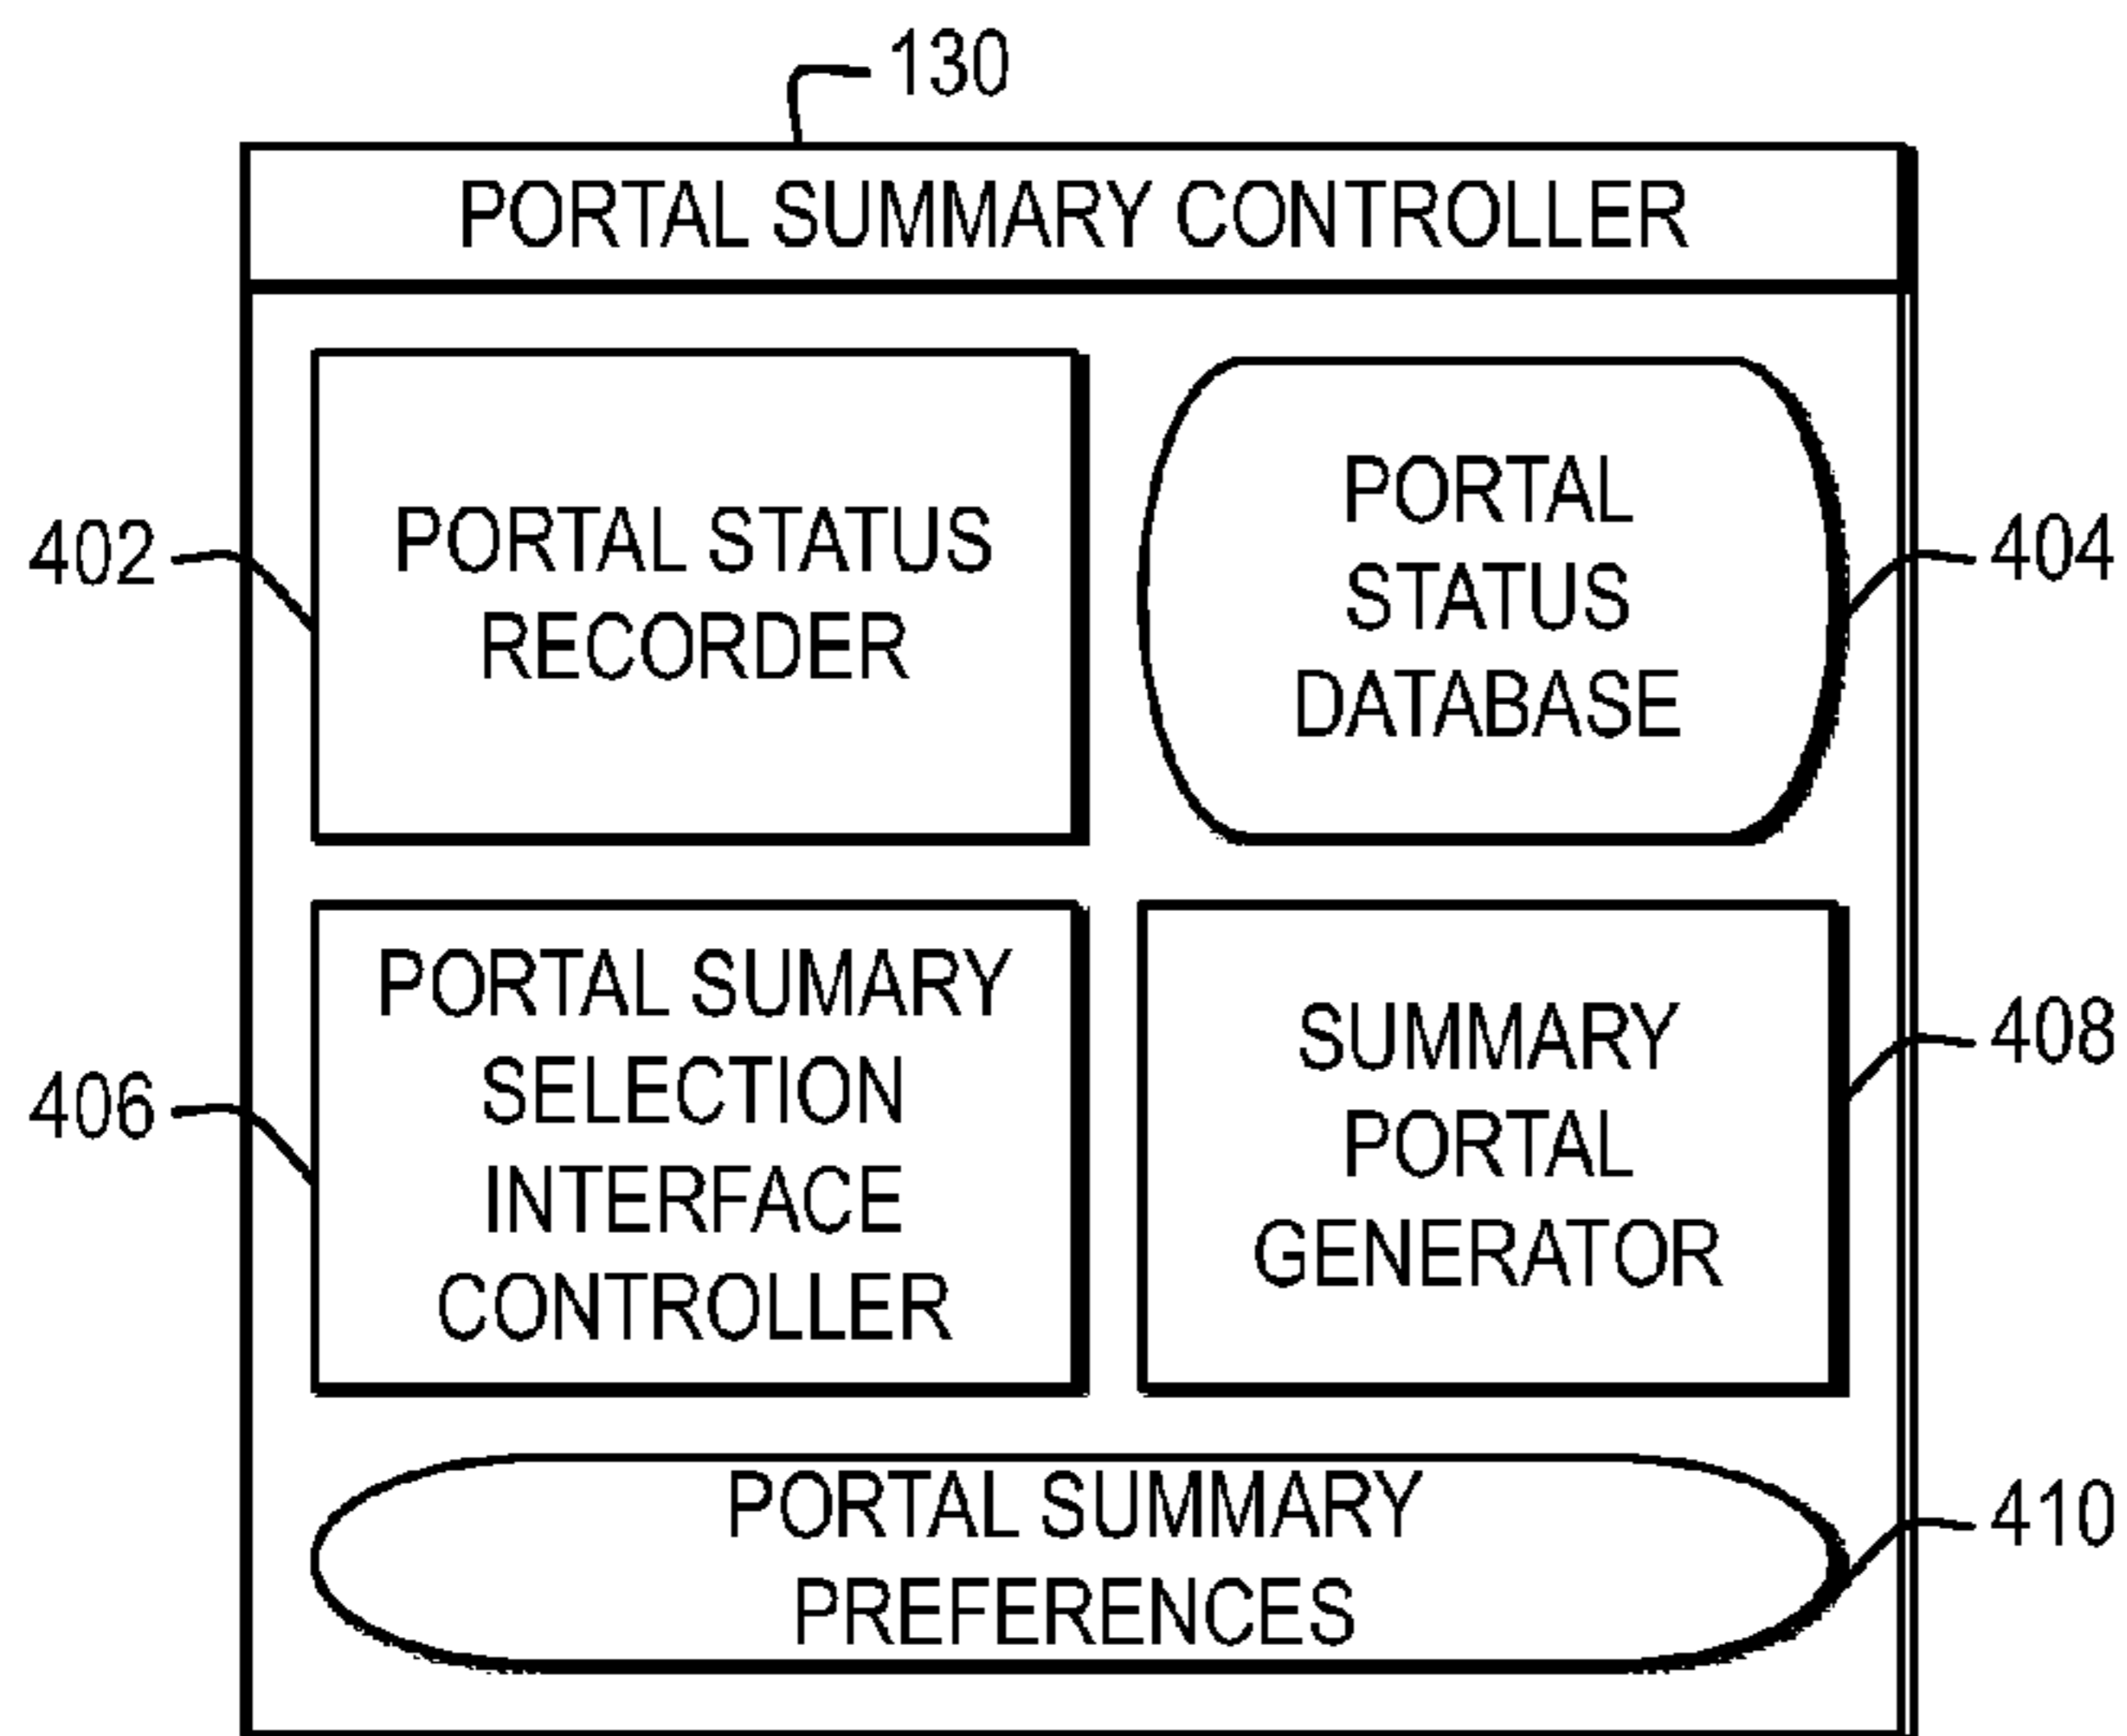 130
PORTAL SUMMARY CONTROLLER
402
PORTAL STATUS
RECORDER
PORTAL
STATUS
DATABASE
404
406
PORTAL SUMARY
SELECTION
INTERFACE
CONTROLLER
SUMMARY
PORTAL
GENERATOR
408
PORTAL SUMMARY
PREFERENCES
410